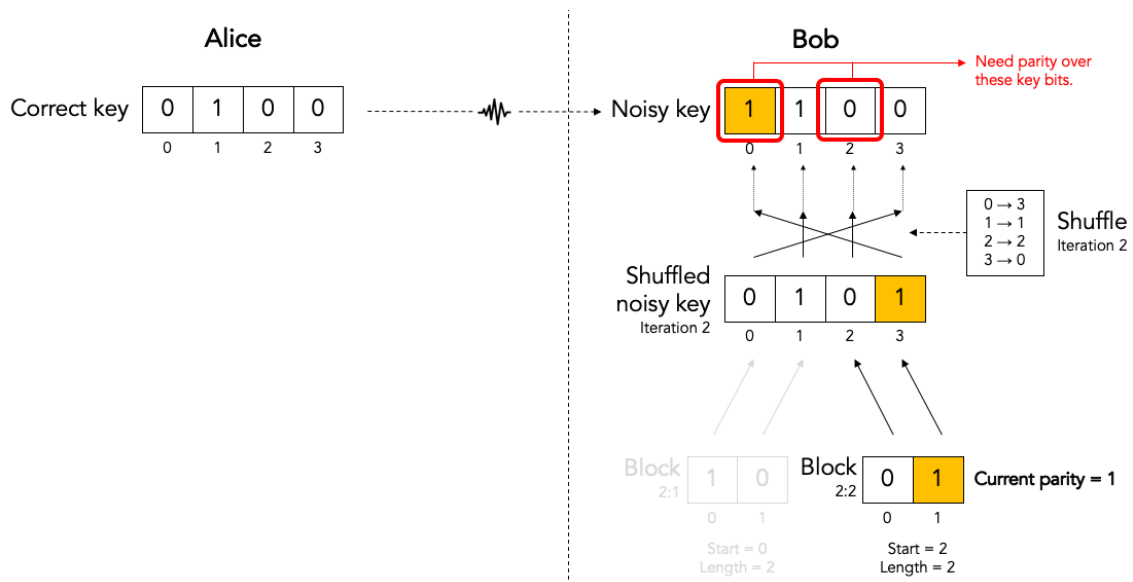 Alice
Bob
Need parity over
these key bits.
Correct key
0 1 0 0
0 1 2 3
Noisy key
1 1 0 0
0 1 2 3
0 → 3
1 → 1
2 → 2
3 → 0
Shuffle
Iteration 2
Shuffled
noisy key
Iteration 2
0 1 0 1
0 1 2 3
Block
2:1
1 0
0 1
Start = 0
Length = 2
Block
2:2
0 1
0 1
Start = 2
Length = 2
Current parity = 1